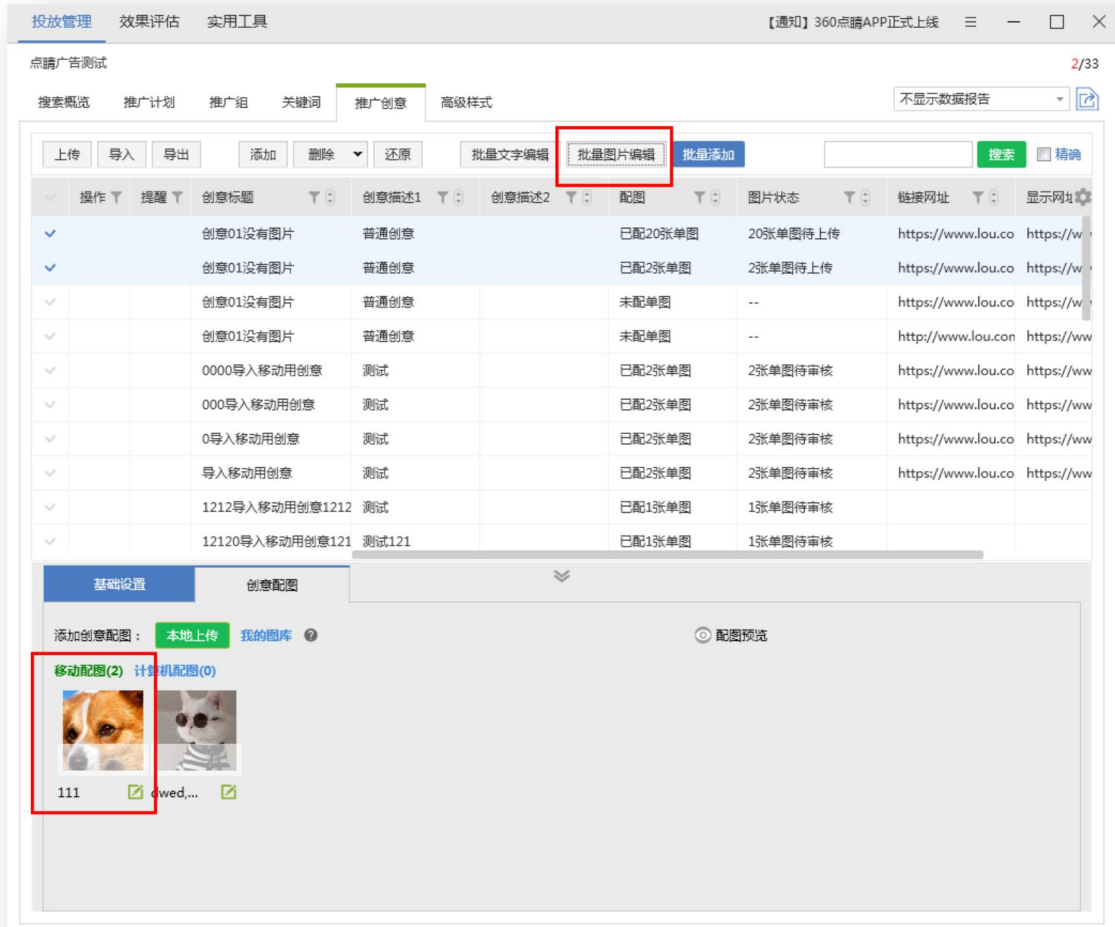 投放管理 效果评估 实用工具 【通知】360点睛APP正式上线
点睛广告测试 2/33
搜索概览 推广计划 推广组 关键词 推广创意 高级样式 不显示数据报告
上传 导入 导出 添加 删除 还原 批量文字编辑 批量图片编辑 批量添加 搜索 精确
操作 提醒 创意标题 创意描述1 创意描述2 配图 图片状态 链接网址 显示网址
创意01没有图片 普通创意 已配20张单图 20张单图待上传 https://www.lou.co https://w
创意01没有图片 普通创意 已配2张单图 2张单图待上传 https://www.lou.co https://w
创意01没有图片 普通创意 未配单图 -- https://www.lou.co https://w
创意01没有图片 普通创意 未配单图 -- http://www.lou.con https://ww
0000导入移动用创意 测试 已配2张单图 2张单图待审核 https://www.lou.co https://ww
000导入移动用创意 测试 已配2张单图 2张单图待审核 https://www.lou.co https://ww
0导入移动用创意 测试 已配2张单图 2张单图待审核 https://www.lou.co https://ww
导入移动用创意 测试 已配2张单图 2张单图待审核 https://www.lou.co https://ww
1212导入移动用创意1212 测试 已配1张单图 1张单图待审核
12120导入移动用创意121 测试121 已配1张单图 1张单图待审核
基础设置 创意配图
添加创意配图： 本地上传 我的图库 配图预览
移动配图(2) 计算机配图(0)
111 dwed,...